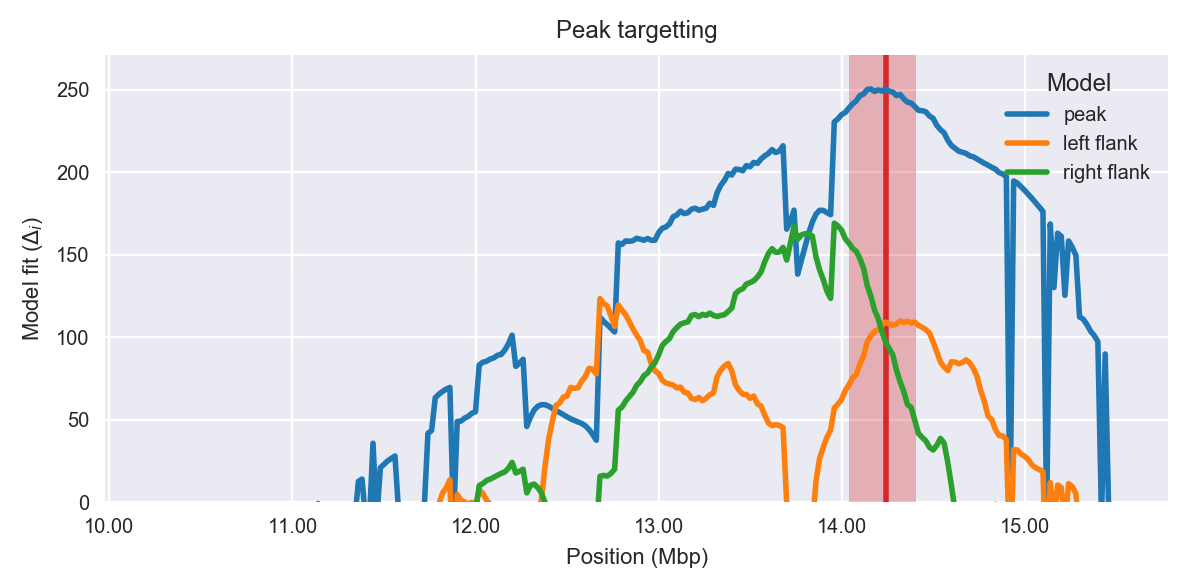 Peak targetting
Model fit (Δi)
250
200
150
100
50
0
10.00 11.00 12.00 13.00 14.00 15.00
Position (Mbp)
Model
peak
left flank
right flank